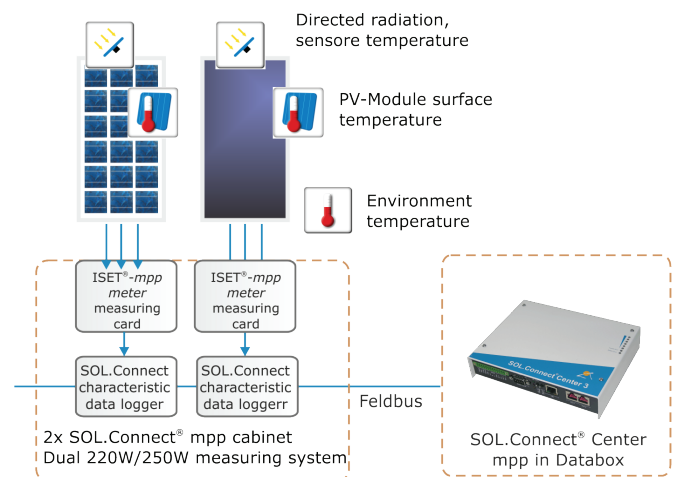 Directed radiation,
sensore temperature
PV-Module surface
temperature
Environment
temperature
ISET®-mpp
meter
measuring
card
ISET®-mpp
meter
measuring
card
SOL.Connect
characteristic
data logger
SOL.Connect
characteristic
data loggerr
Feldbus
2x SOL.Connect® mpp cabinet
Dual 220W/250W measuring system
SOL.Connect® Center 3
SOL.Connect® Center
mpp in Databox